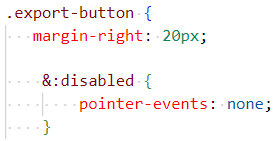 .export-button {
    margin-right: 20px;

    &:disabled {
        pointer-events: none;
    }